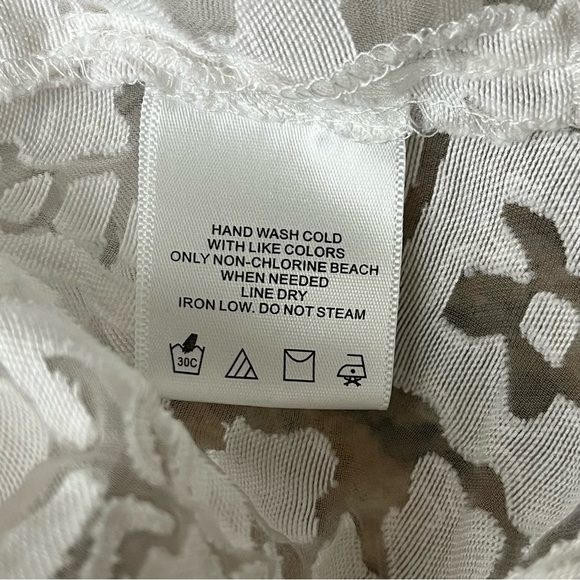 HAND WASH COLD
WITH LIKE COLORS
ONLY NON-CHLORINE BEACH
WHEN NEEDED
LINE DRY
IRON LOW. DO NOT STEAM
30C